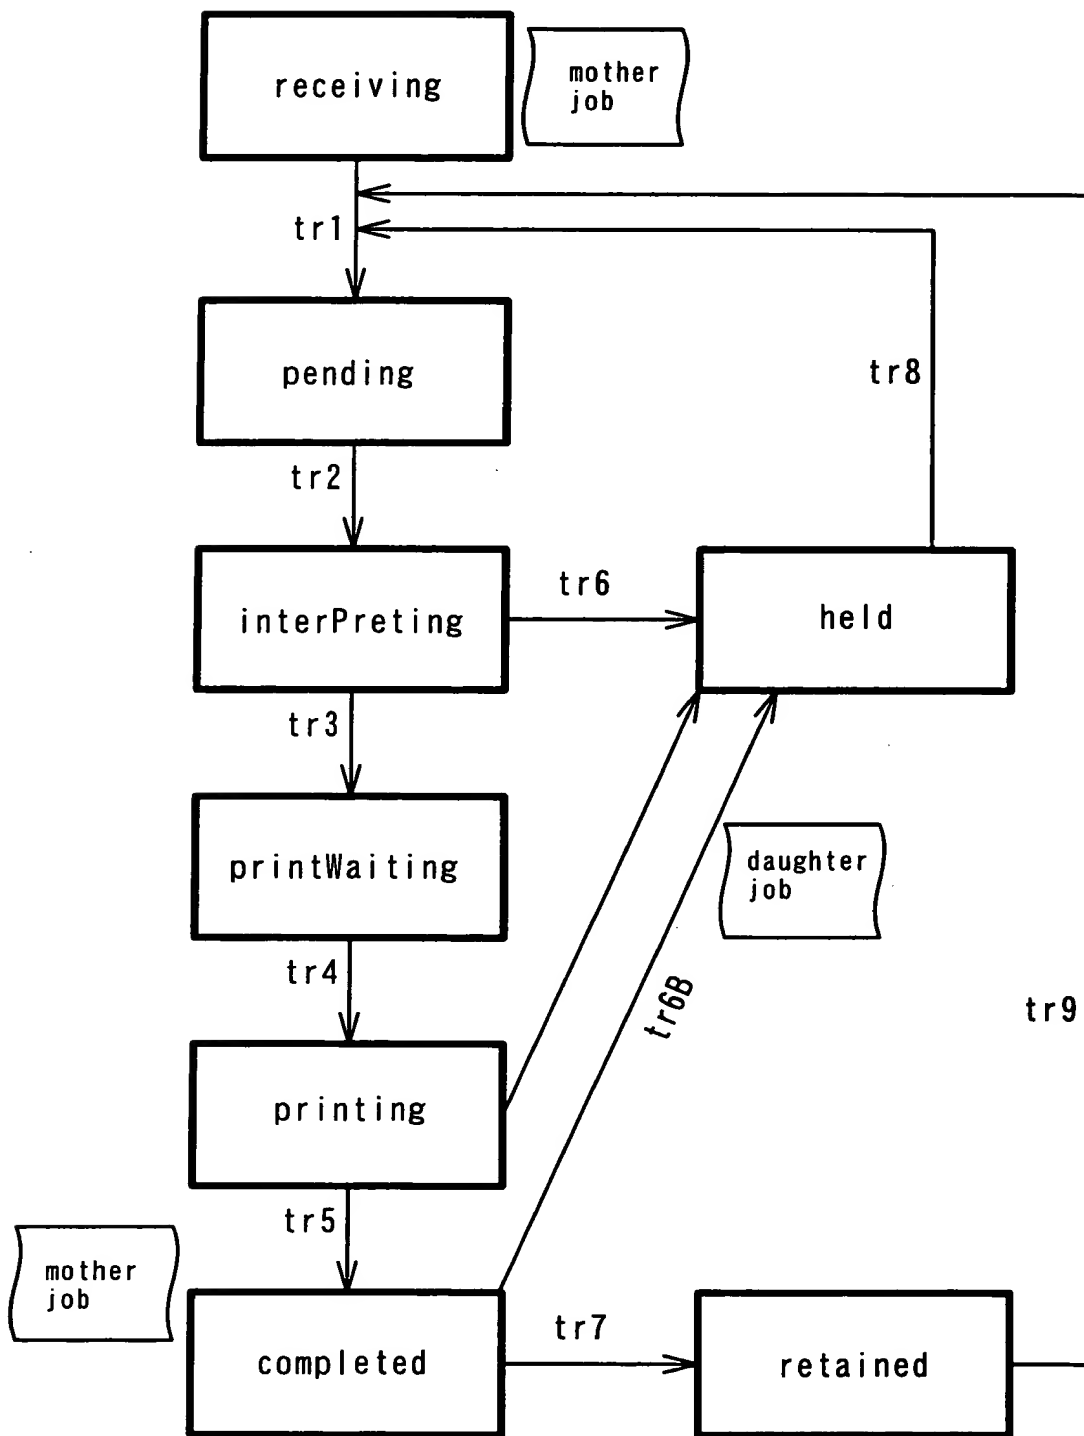 receiving
mother
job
tr1
pending
tr8
tr2
interPreting
tr6
held
tr3
printWaiting
daughter
job
tr4
tr6B
tr9
printing
tr5
mother
job
completed
tr7
retained